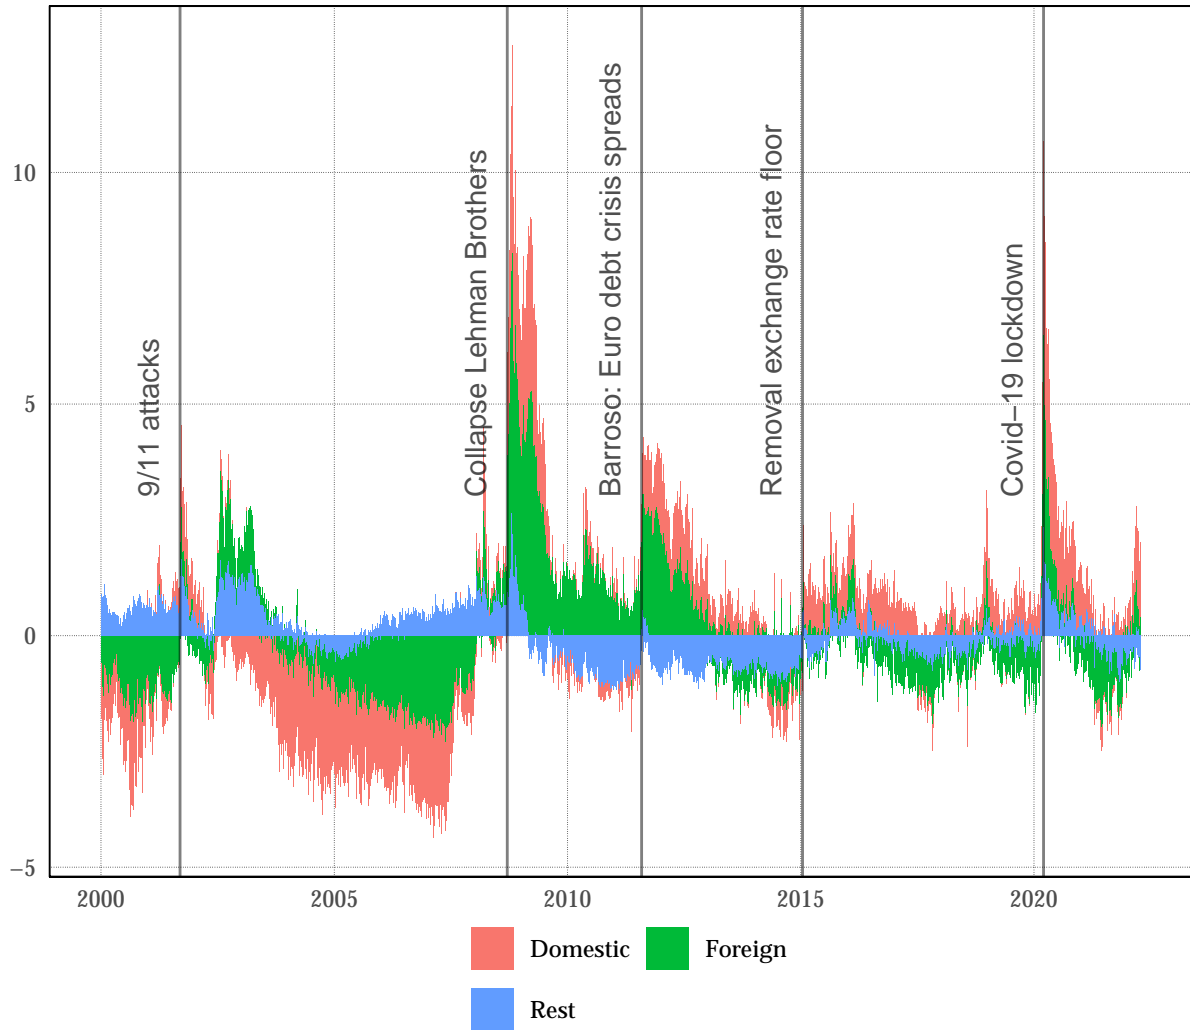 10
5
0
−5
9/11 attacks
Collapse Lehman Brothers
Barroso: Euro debt crisis spreads
Removal exchange rate floor
Covid−19 lockdown
2000 2005 2010 2015 2020
Domestic Foreign
Rest